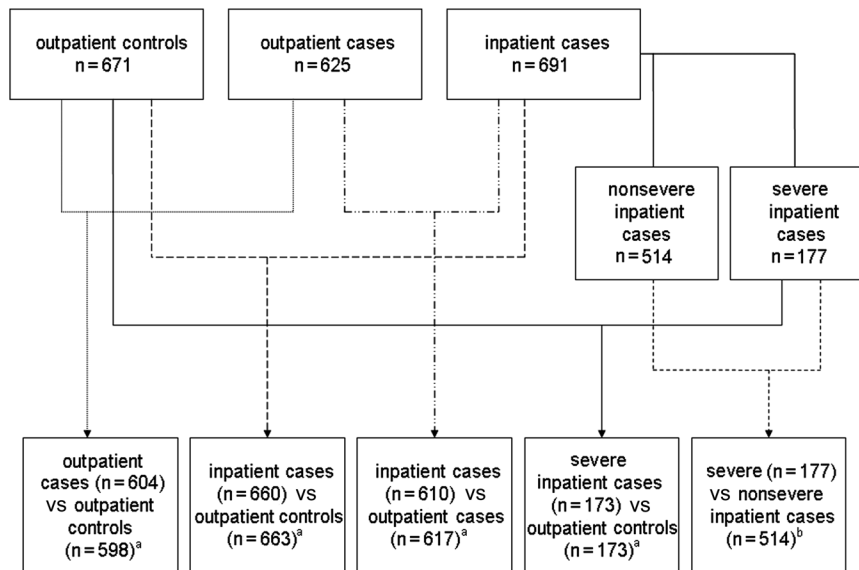 outpatient controls
n=671
outpatient cases
n=625
inpatient cases
n=691
nonsevere
inpatient
cases
n=514
severe
inpatient
cases
n=177
outpatient
cases (n=604)
vs outpatient
controls
(n=598)ᵃ
inpatient cases
(n=660) vs
outpatient controls
(n=663)ᵃ
inpatient cases
(n=610) vs
outpatient cases
(n=617)ᵃ
severe
inpatient cases
(n=173) vs
outpatient controls
(n=173)ᵃ
severe (n=177)
vs nonsevere
inpatient cases
(n=514)ᵇ